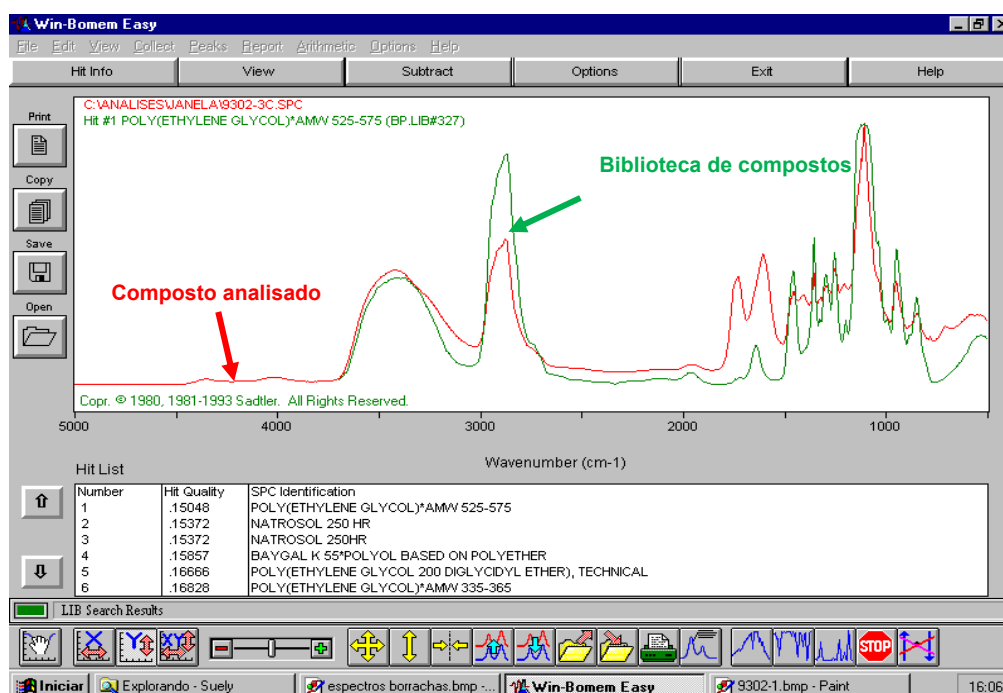 Win-Bomem Easy
File Edit View Collect Peaks Report Arithmetic Options Help
Hit Info View Subtract Options Exit Help
Print
Copy
Save
Open
C:\ANALISES\JANELA\9302-3C.SPC
Hit #1 POLY(ETHYLENE GLYCOL)*AMW 525-575 (BP.LIB#327)
Biblioteca de compostos
Composto analisado
Copr. © 1980, 1981-1993 Sadtler. All Rights Reserved.
5000 4000 3000 2000 1000
Wavenumber (cm-1)
Hit List
Number Hit Quality SPC Identification
1 .15048 POLY(ETHYLENE GLYCOL)*AMW 525-575
2 .15372 NATROSOL 250 HR
3 .15372 NATROSOL 250HR
4 .15857 BAYGAL K 55*POLYOL BASED ON POLYETHER
5 .16666 POLY(ETHYLENE GLYCOL 200 DIGLYCIDYL ETHER), TECHNICAL
6 .16828 POLY(ETHYLENE GLYCOL)*AMW 335-365
LIB Search Results
X Y XY STOP
Iniciar Explorando - Suely espectros borrachas.bmp -... Win-Bomem Easy 9302-1.bmp - Paint 16:06